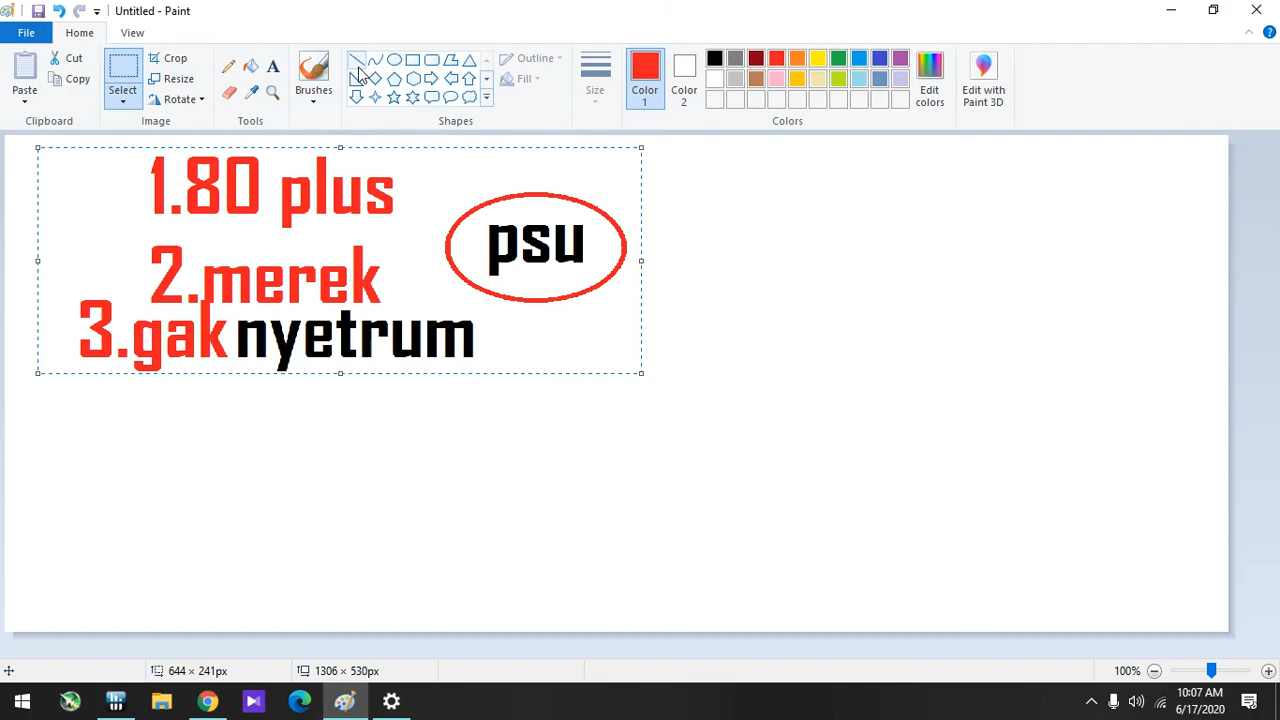 Untitled - Paint
File
Home
View
Paste
Cut
Copy
Clipboard
Select
Crop
Resize
Rotate
Image
A
Tools
Brushes
Shapes
Outline
Fill
Size
Color 1
Color 2
Colors
Edit colors
Edit with Paint 3D
1.80 plus
psu
2.merek
3.gak nyetrum
644 × 241px
1306 × 530px
100%
10:07 AM
6/17/2020